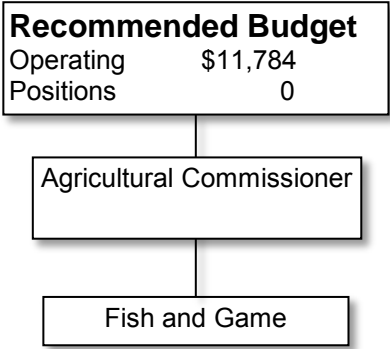 Recommended Budget
Operating $11,784
Positions 0
Agricultural Commissioner
Fish and Game